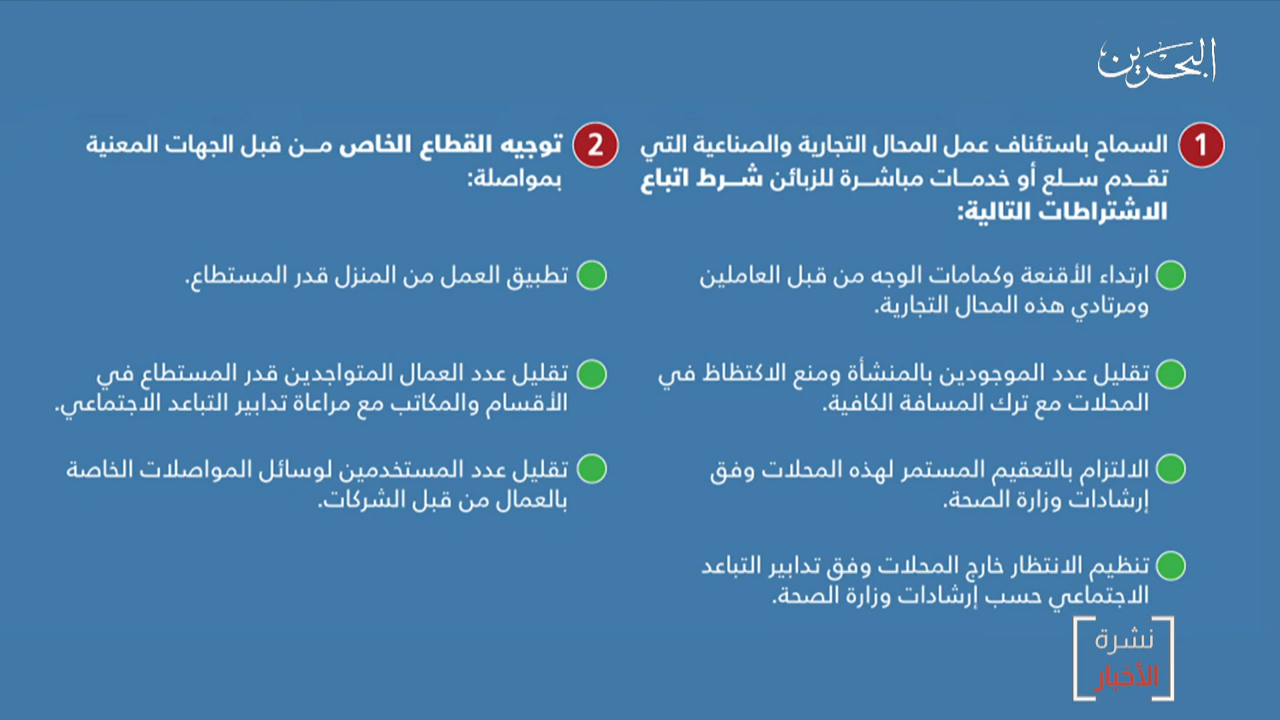 البحرين
1
السماح باستئناف عمل المحال التجارية والصناعية التي
تقدم سلع أو خدمات مباشرة للزبائن شرط اتباع
الاشتراطات التالية:
ارتداء الأقنعة وكمامات الوجه من قبل العاملين
ومرتادي هذه المحال التجارية.
تقليل عدد الموجودين بالمنشأة ومنع الاكتظاظ في
المحلات مع ترك المسافة الكافية.
الالتزام بالتعقيم المستمر لهذه المحلات وفق
إرشادات وزارة الصحة.
تنظيم الانتظار خارج المحلات وفق تدابير التباعد
الاجتماعي حسب إرشادات وزارة الصحة.
2
توجيه القطاع الخاص من قبل الجهات المعنية
بمواصلة:
تطبيق العمل من المنزل قدر المستطاع.
تقليل عدد العمال المتواجدين قدر المستطاع في
الأقسام والمكاتب مع مراعاة تدابير التباعد الاجتماعي.
تقليل عدد المستخدمين لوسائل المواصلات الخاصة
بالعمال من قبل الشركات.
نشرة
الأخبار